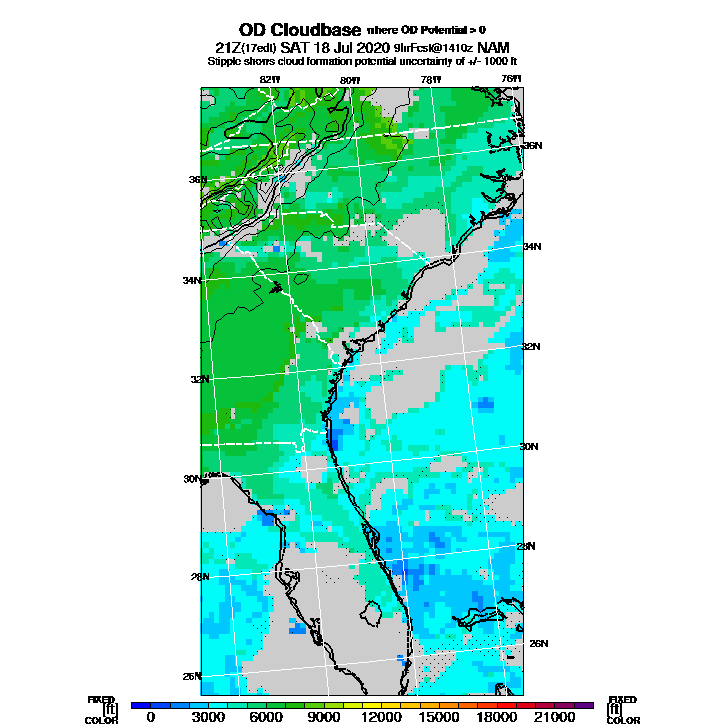 OD Cloudbase where OD Potential > 0
21Z(17edt) SAT 18 Jul 2020 9hrFcst@1410z NAM
Stipple shows cloud formation potential uncertainty of +/- 1000 ft
82W 80W 78W 76W
36N 36N
34N 34N
32N 32N
30N 30N
28N 28N
26N 26N
FIXED FIXED
[ft] 0 3000 6000 9000 12000 15000 18000 21000 [ft]
COLOR COLOR